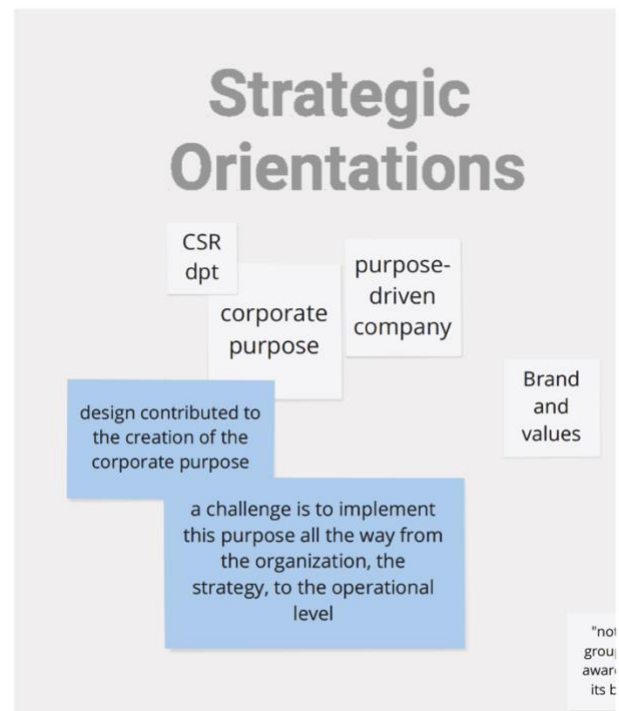 Strategic
Orientations
CSR
dpt
purpose-
driven
company
corporate
purpose
Brand
and
values
design contributed to
the creation of the
corporate purpose
a challenge is to implement
this purpose all the way from
the organization, the
strategy, to the operational
level
its